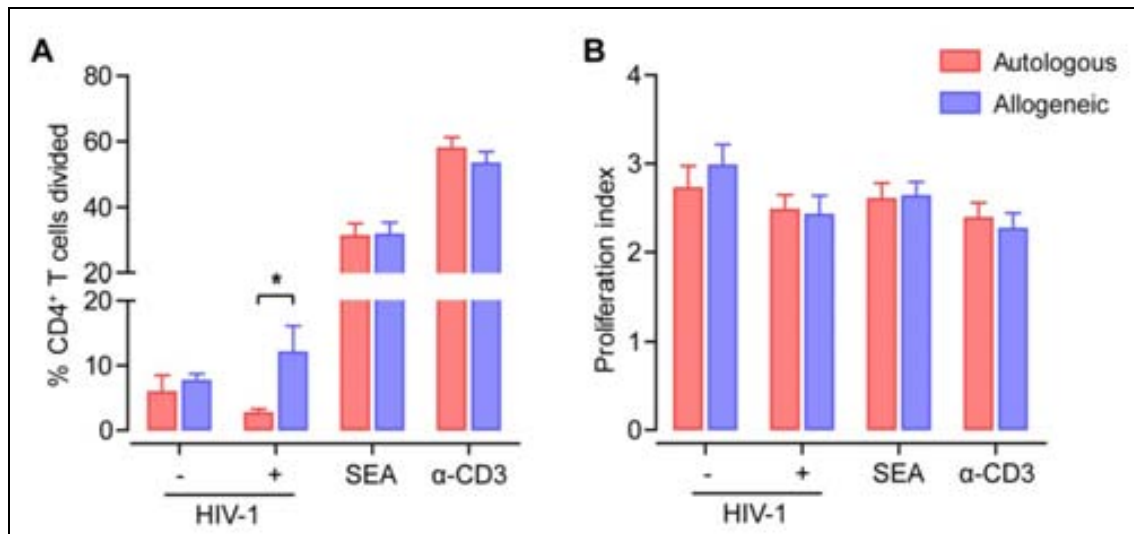 A
B
Autologous
Allogeneic
% CD4⁺ T cells divided
80
60
40
20
20
10
0
*
- + SEA α-CD3
HIV-1
Proliferation index
4
3
2
1
0
- + SEA α-CD3
HIV-1